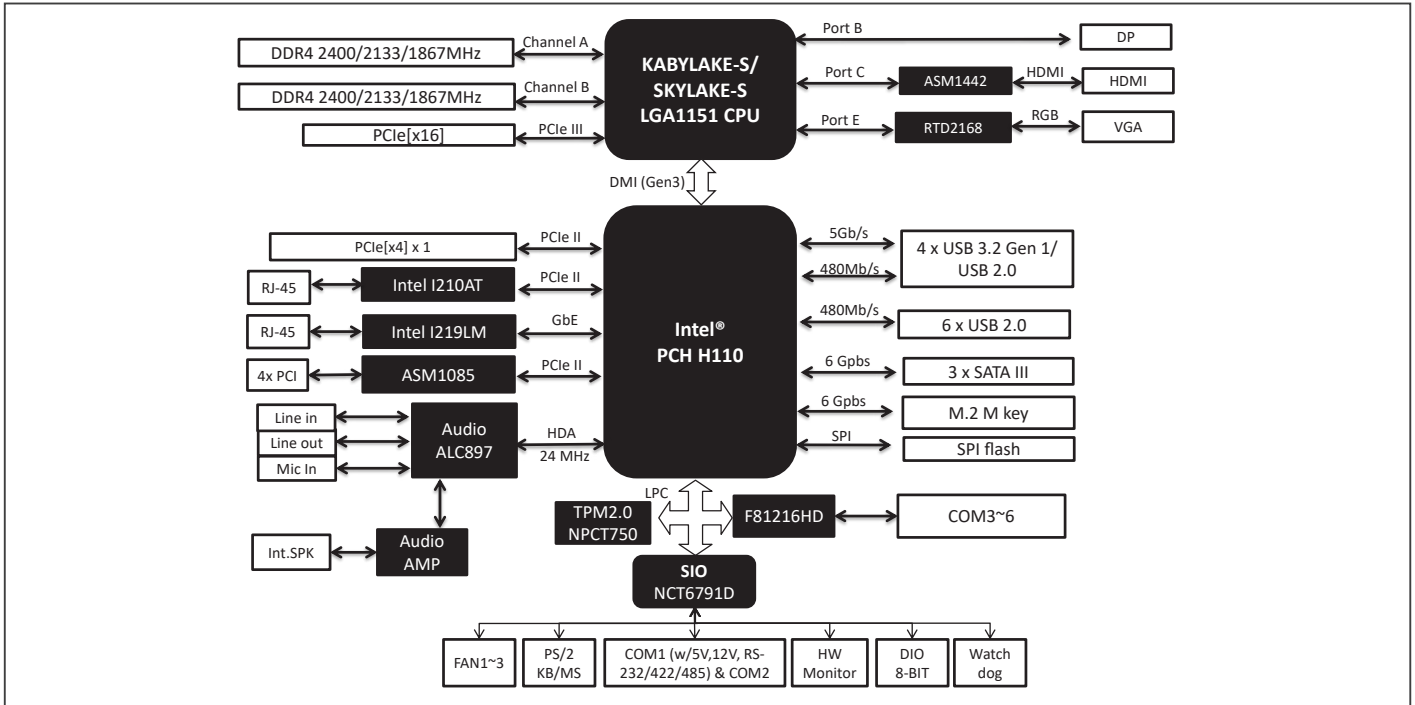 Port B
DP
DDR4 2400/2133/1867MHz
Channel A
KABYLAKE-S/
SKYLAKE-S
LGA1151 CPU
Port C
ASM1442
HDMI
HDMI
DDR4 2400/2133/1867MHz
Channel B
PCIe[x16]
PCIe III
Port E
RTD2168
RGB
VGA
DMI (Gen3)
PCIe[x4] x 1
PCIe II
5Gb/s
4 x USB 3.2 Gen 1/
USB 2.0
480Mb/s
RJ-45
Intel I210AT
PCIe II
RJ-45
Intel I219LM
GbE
Intel®
PCH H110
480Mb/s
6 x USB 2.0
4x PCI
ASM1085
PCIe II
6 Gpbs
3 x SATA III
Line in
Line out
Mic In
Audio
ALC897
HDA
24 MHz
6 Gpbs
M.2 M key
SPI
SPI flash
LPC
TPM2.0
NPCT750
F81216HD
COM3~6
Int.SPK
Audio
AMP
SIO
NCT6791D
FAN1~3
PS/2
KB/MS
COM1 (w/5V,12V, RS-
232/422/485) & COM2
HW
Monitor
DIO
8-BIT
Watch
dog